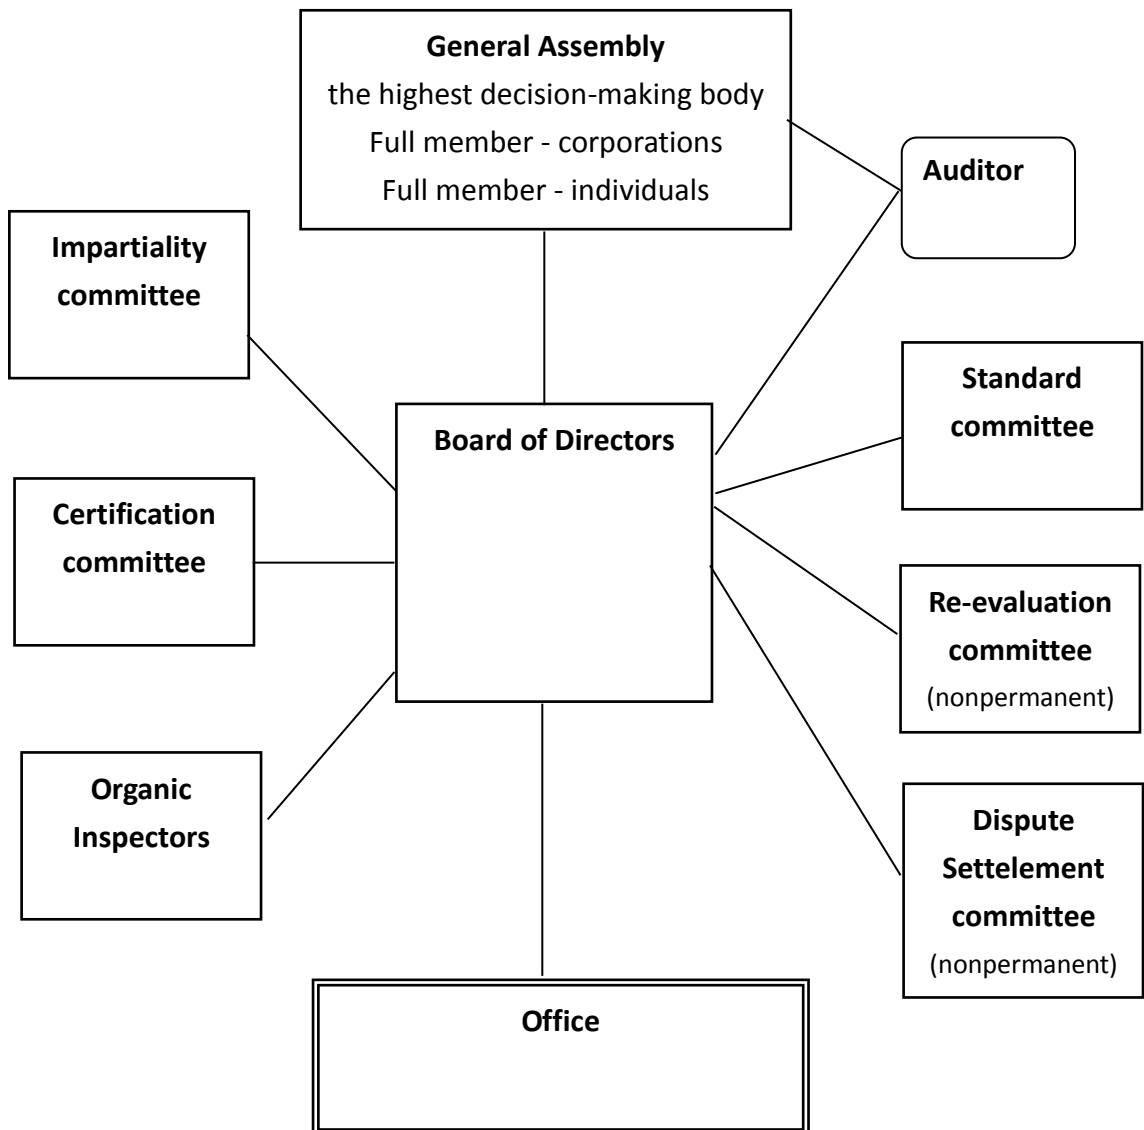 General Assembly
the highest decision-making body
Full member - corporations
Full member - individuals
Auditor
Impartiality
committee
Standard
committee
Board of Directors
Certification
committee
Re-evaluation
committee
(nonpermanent)
Organic
Inspectors
Dispute
Settelement
committee
(nonpermanent)
Office